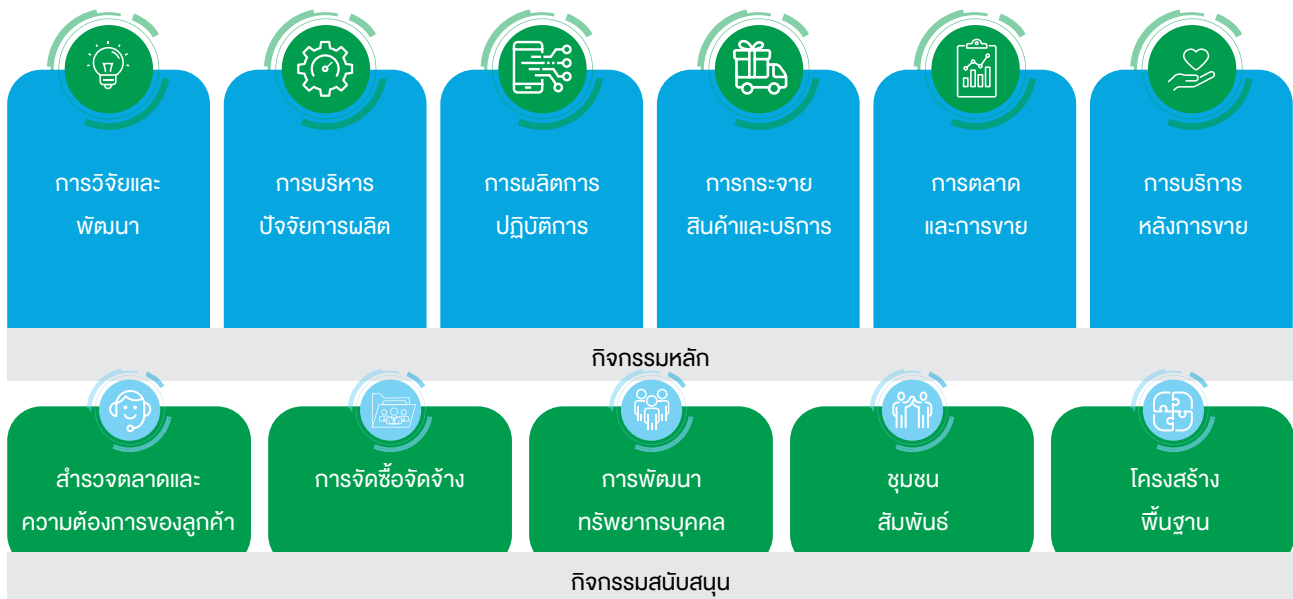 การวิจัยและ
พัฒนา
การบริหาร
ปัจจัยการผลิต
การผลิตการ
ปฏิบัติการ
การกระจาย
สินค้าและบริการ
การตลาด
และการขาย
การบริการ
หลังการขาย
กิจกรรมหลัก
สำรวจตลาดและ
ความต้องการของลูกค้า
การจัดซื้อจัดจ้าง
การพัฒนา
ทรัพยากรบุคคล
ชุมชน
สัมพันธ์
โครงสร้าง
พื้นฐาน
กิจกรรมสนับสนุน